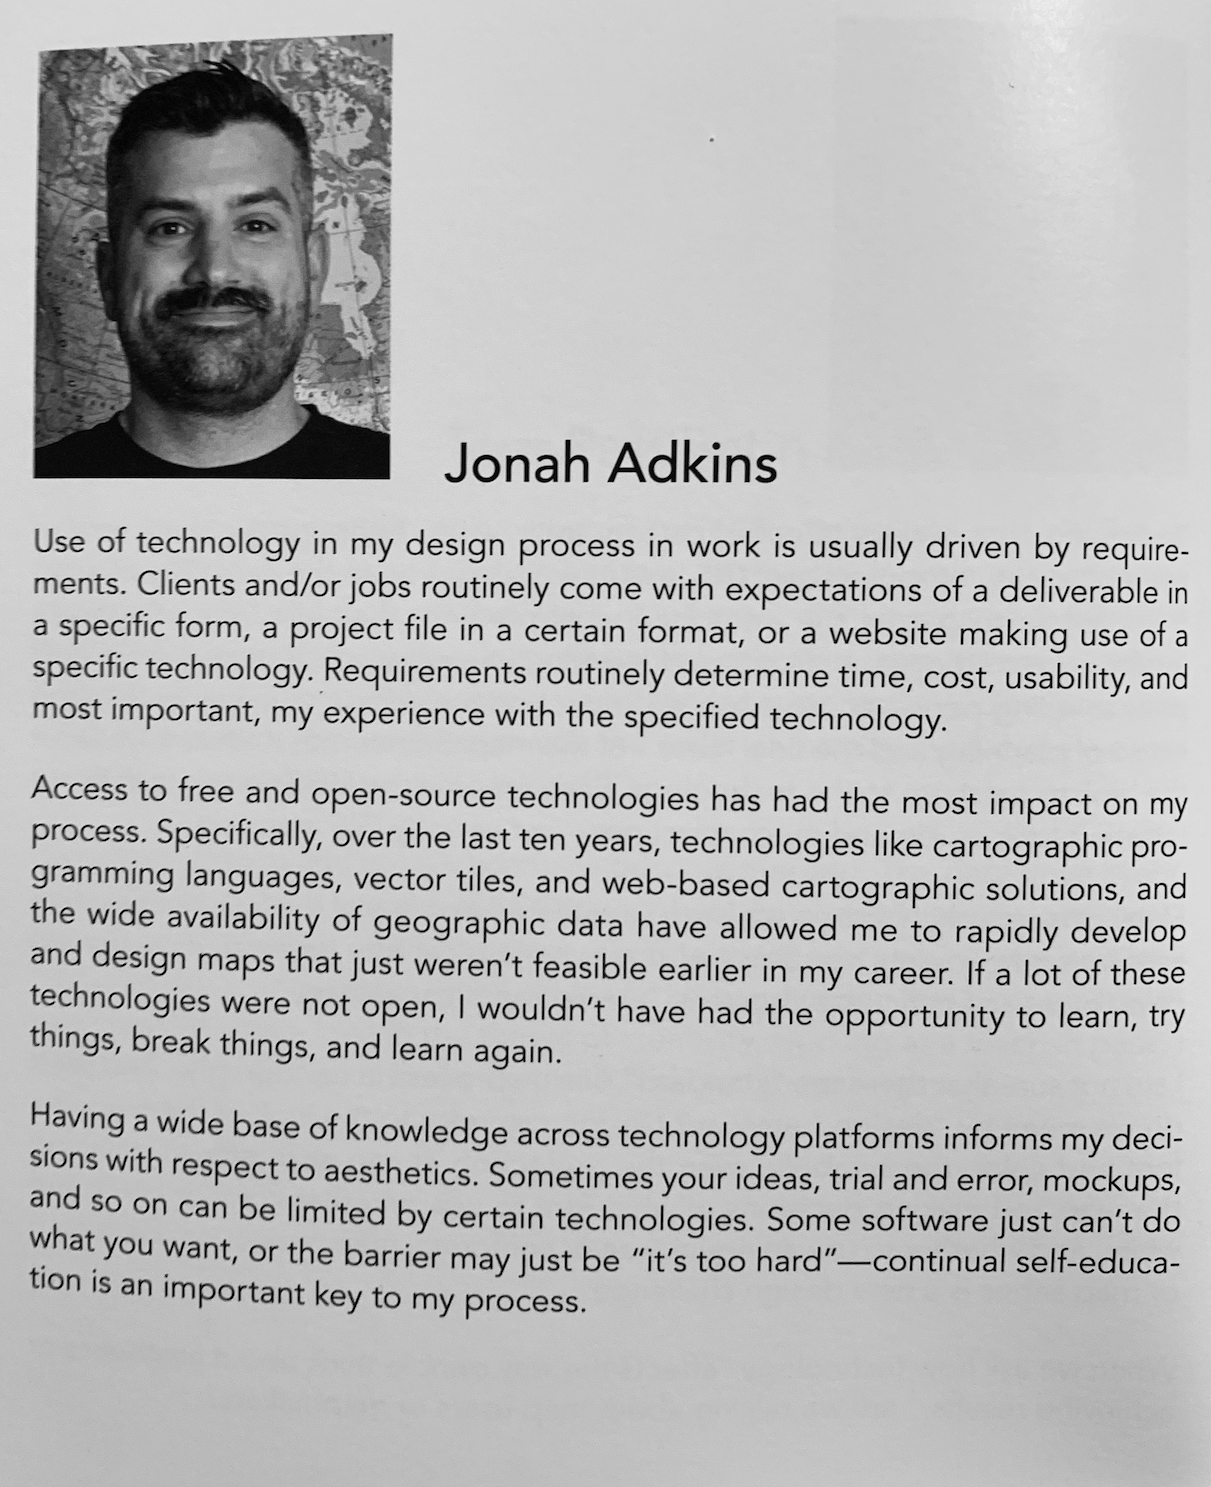 Jonah Adkins
Use of technology in my design process in work is usually driven by require-
ments. Clients and/or jobs routinely come with expectations of a deliverable in
a specific form, a project file in a certain format, or a website making use of a
specific technology. Requirements routinely determine time, cost, usability, and
most important, my experience with the specified technology.
Access to free and open-source technologies has had the most impact on my
process. Specifically, over the last ten years, technologies like cartographic pro-
gramming languages, vector tiles, and web-based cartographic solutions, and
the wide availability of geographic data have allowed me to rapidly develop
and design maps that just weren't feasible earlier in my career. If a lot of these
technologies were not open, I wouldn't have had the opportunity to learn, try
things, break things, and learn again.
Having a wide base of knowledge across technology platforms informs my deci-
sions with respect to aesthetics. Sometimes your ideas, trial and error, mockups,
and so on can be limited by certain technologies. Some software just can't do
what you want, or the barrier may just be “it's too hard”—continual self-educa-
tion is an important key to my process.